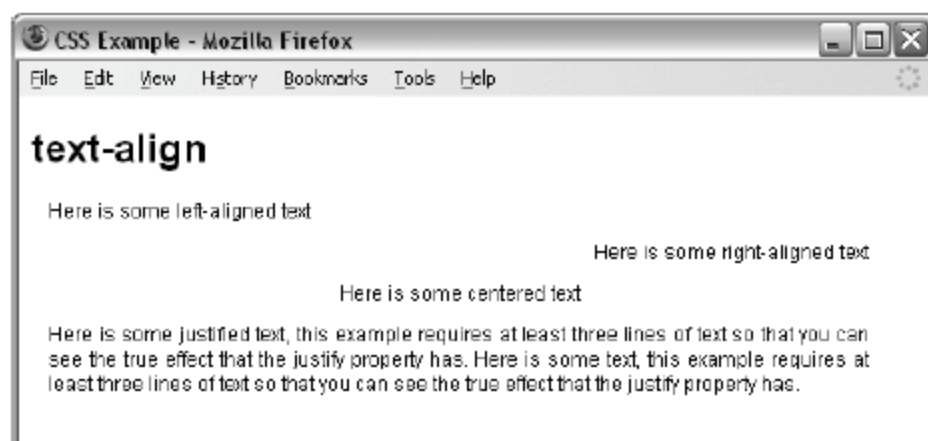 CSS Example - Mozilla Firefox
File Edit View History Bookmarks Tools Help
text-align
Here is some left-aligned text
Here is some right-aligned text
Here is some centered text
Here is some justified text, this example requires at least three lines of text so that you can
see the true effect that the justify property has. Here is some text, this example requires at
least three lines of text so that you can see the true effect that the justify property has.